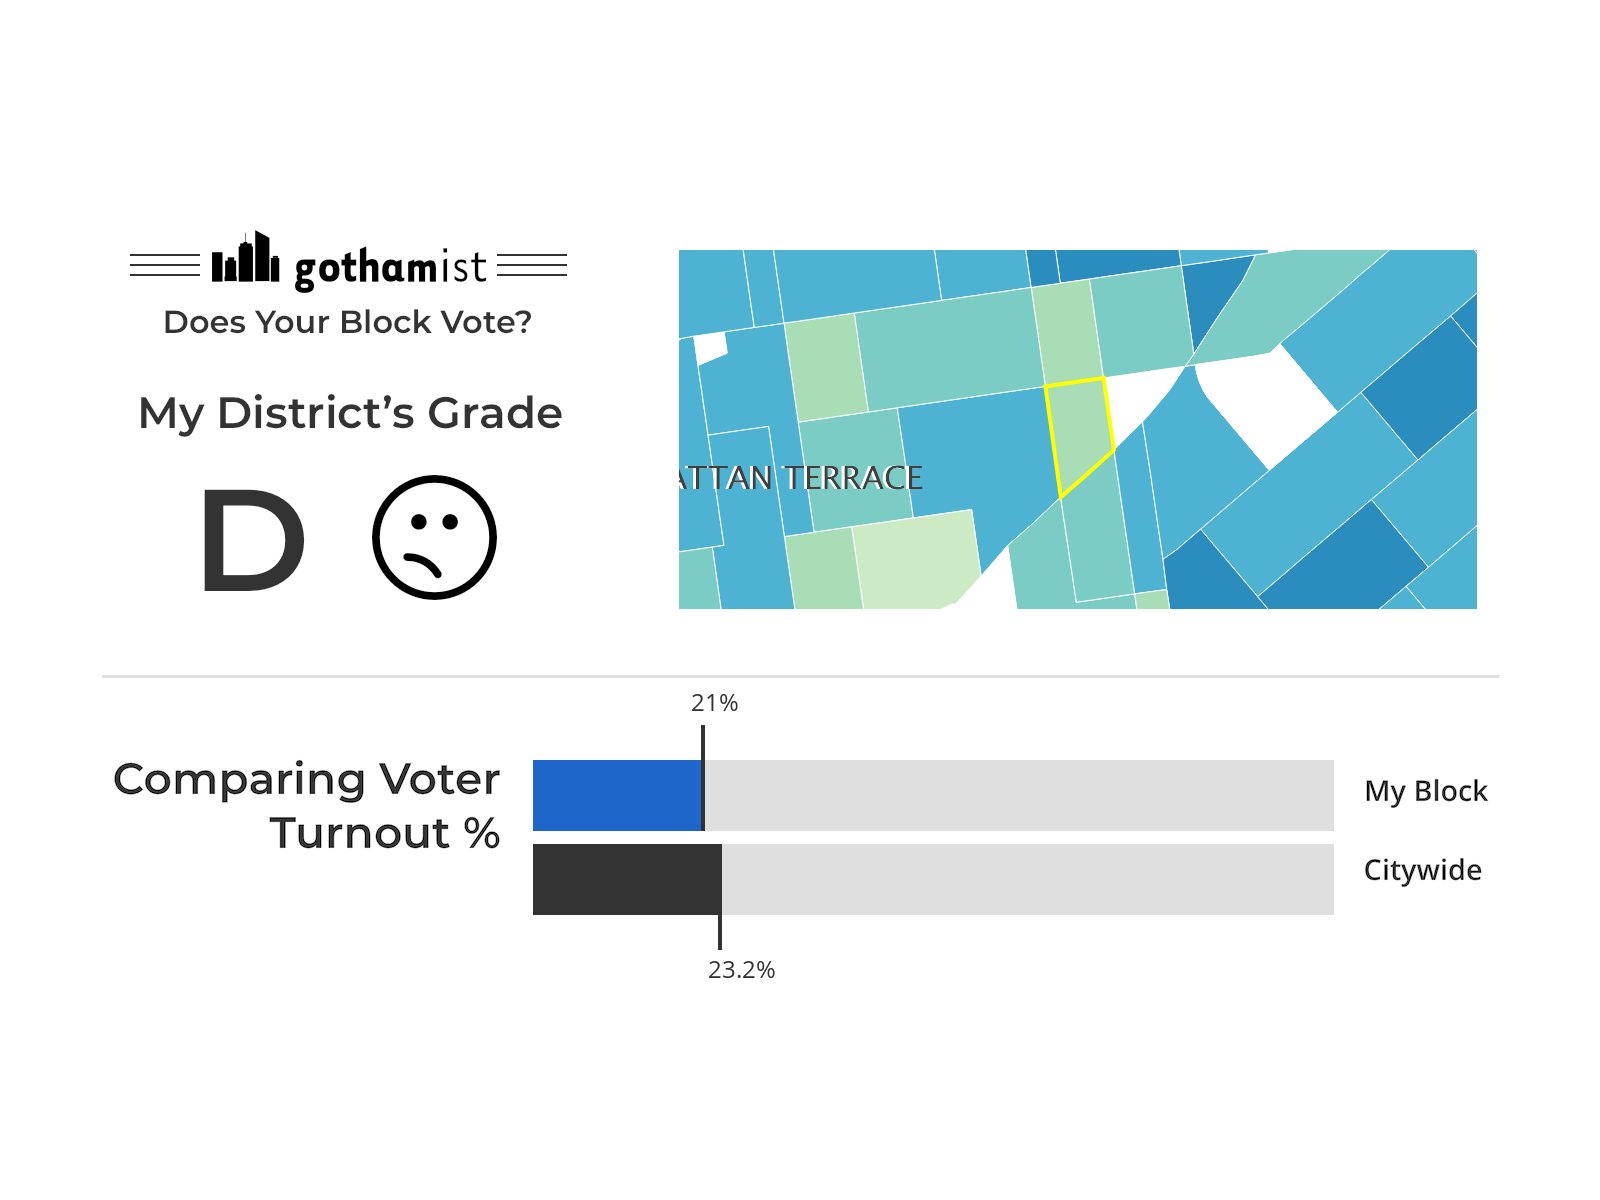 gothamist
Does Your Block Vote?
My District’s Grade
D
ATTAN TERRACE
21%
Comparing Voter
Turnout %
My Block
Citywide
23.2%